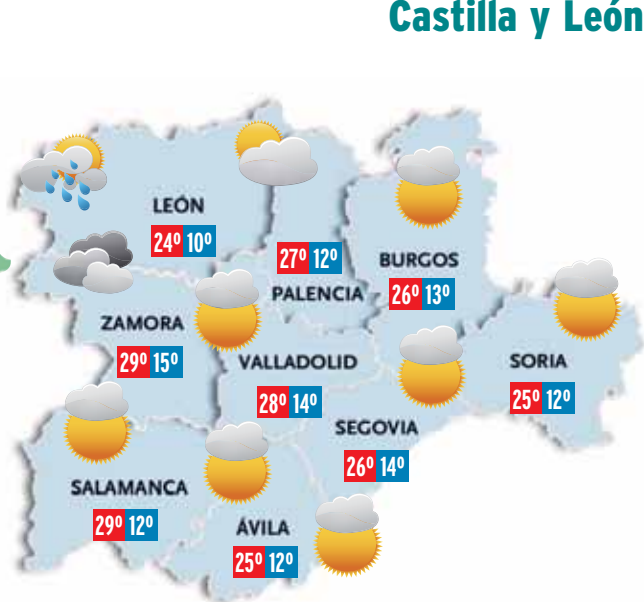 Castilla y León
LEÓN
24º 10º
27º 12º
PALENCIA
BURGOS
26º 13º
ZAMORA
29º 15º
VALLADOLID
28º 14º
SORIA
25º 12º
SEGOVIA
26º 14º
SALAMANCA
29º 12º
ÁVILA
25º 12º